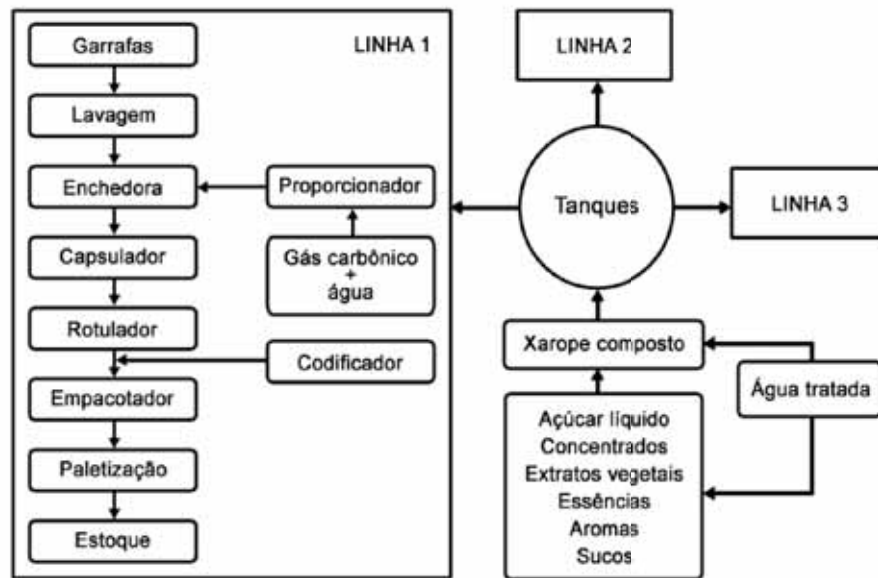 LINHA 1
Garrafas
Lavagem
Enchedora
Capsulador
Rotulador
Empacotador
Paletização
Estoque
Proporcionador
Gás carbônico
+
água
Codificador
LINHA 2
Tanques
LINHA 3
Xarope composto
Água tratada
Açúcar líquido
Concentrados
Extratos vegetais
Essências
Aromas
Sucos